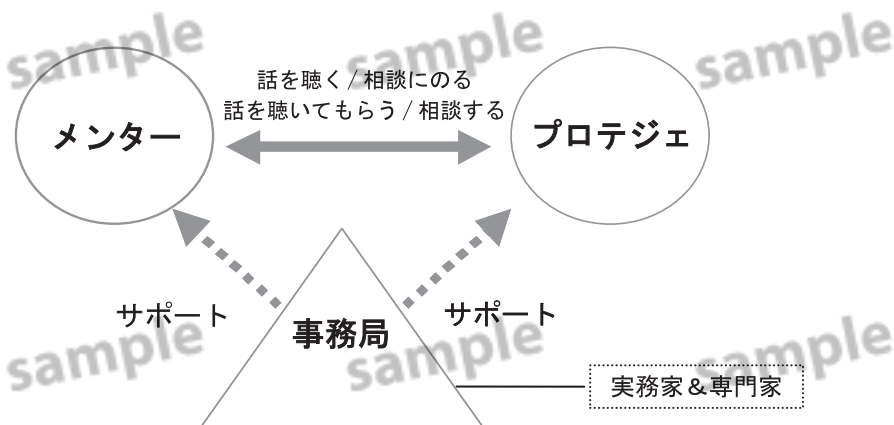 sample
sample
sample
話を聴く/相談にのる
話を聴いてもらう/相談する
メンター
プロテジェ
サポート
サポート
事務局
sample
sample
sample
実務家&専門家